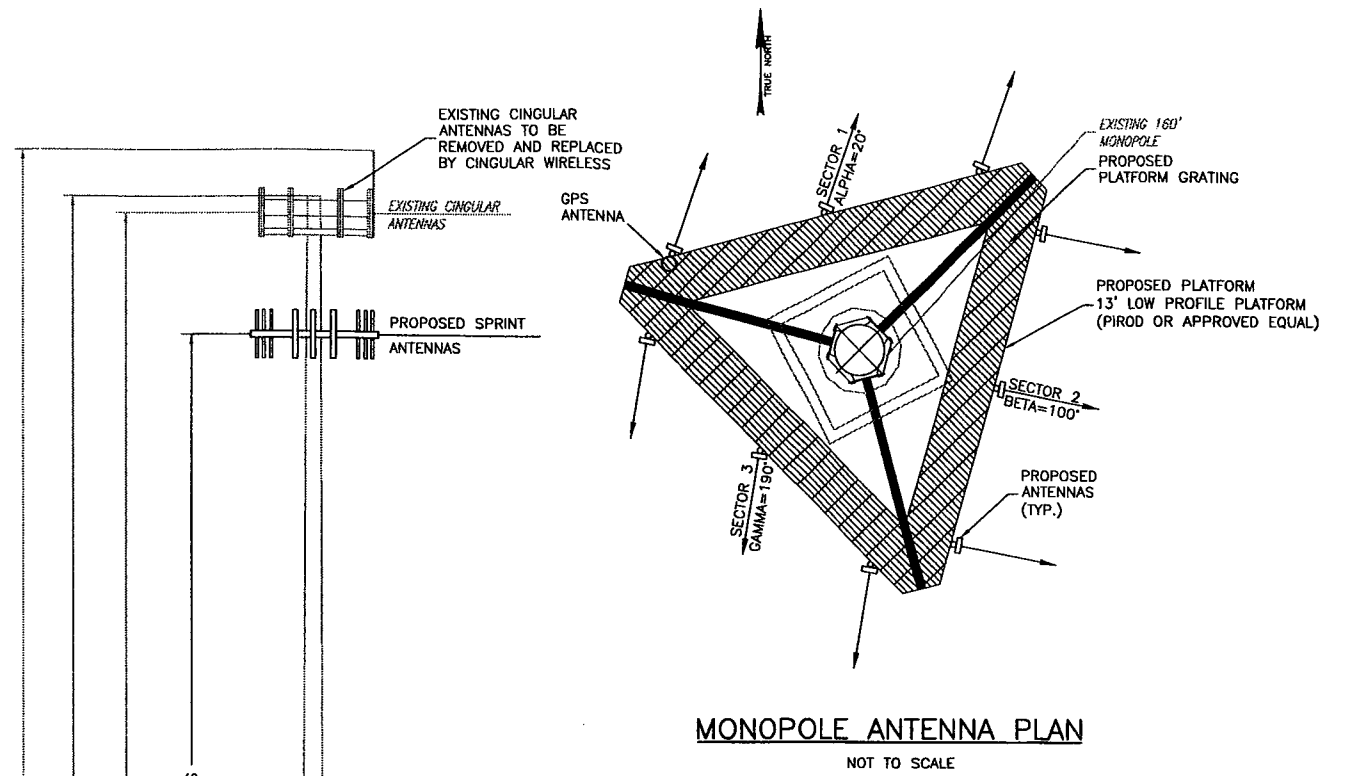 EXISTING CINGULAR
ANTENNAS TO BE
REMOVED AND REPLACED
BY CINGULAR WIRELESS
EXISTING CINGULAR
ANTENNAS
PROPOSED SPRINT
ANTENNAS
TRUE NORTH
GPS
ANTENNA
SECTOR 1
ALPHA=20°
EXISTING 160'
MONOPOLE
PROPOSED
PLATFORM GRATING
PROPOSED PLATFORM
13' LOW PROFILE PLATFORM
(PIROD OR APPROVED EQUAL)
SECTOR 2
BETA=100°
SECTOR 3
GAMMA=190°
PROPOSED
ANTENNAS
(TYP.)
MONOPOLE ANTENNA PLAN
NOT TO SCALE